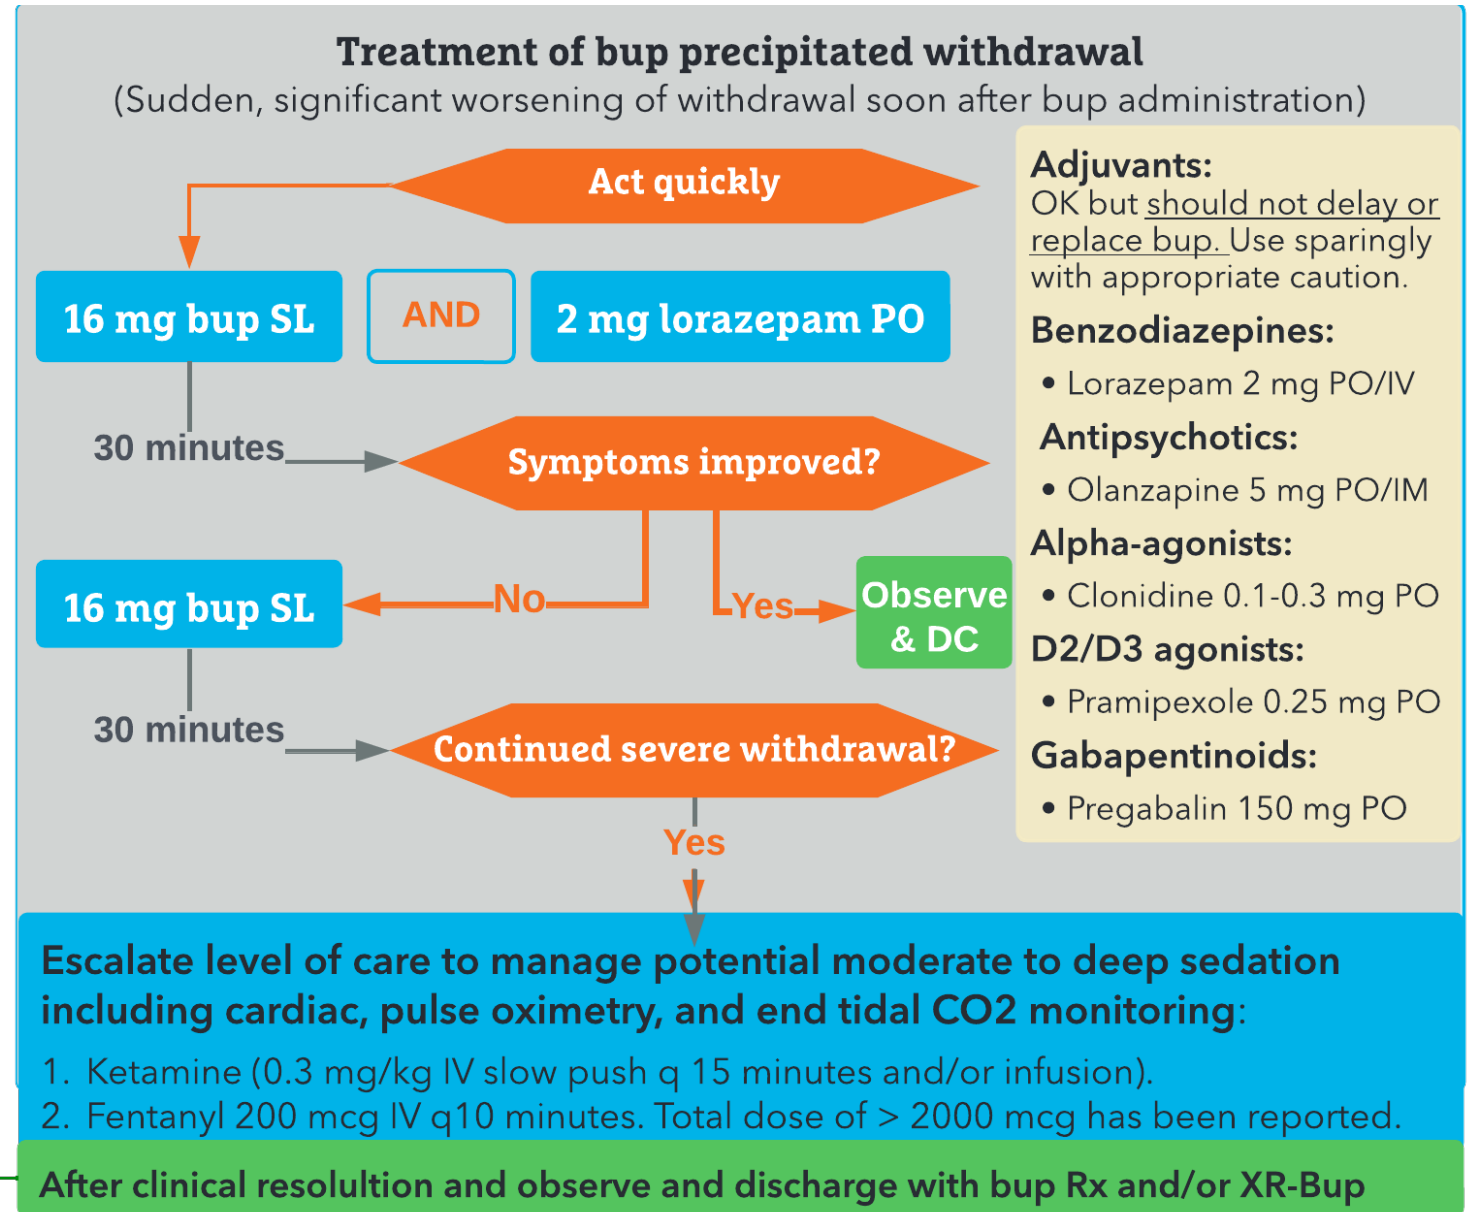 Treatment of bup precipitated withdrawal
(Sudden, significant worsening of withdrawal soon after bup administration)
Act quickly
16 mg bup SL
AND
2 mg lorazepam PO
30 minutes
Symptoms improved?
No
Yes
16 mg bup SL
Observe
& DC
30 minutes
Continued severe withdrawal?
Yes
Adjuvants:
OK but should not delay or
replace bup. Use sparingly
with appropriate caution.
Benzodiazepines:
• Lorazepam 2 mg PO/IV
Antipsychotics:
• Olanzapine 5 mg PO/IM
Alpha-agonists:
• Clonidine 0.1-0.3 mg PO
D2/D3 agonists:
• Pramipexole 0.25 mg PO
Gabapentinoids:
• Pregabalin 150 mg PO
Escalate level of care to manage potential moderate to deep sedation
including cardiac, pulse oximetry, and end tidal CO2 monitoring:
1. Ketamine (0.3 mg/kg IV slow push q 15 minutes and/or infusion).
2. Fentanyl 200 mcg IV q10 minutes. Total dose of > 2000 mcg has been reported.
After clinical resolultion and observe and discharge with bup Rx and/or XR-Bup